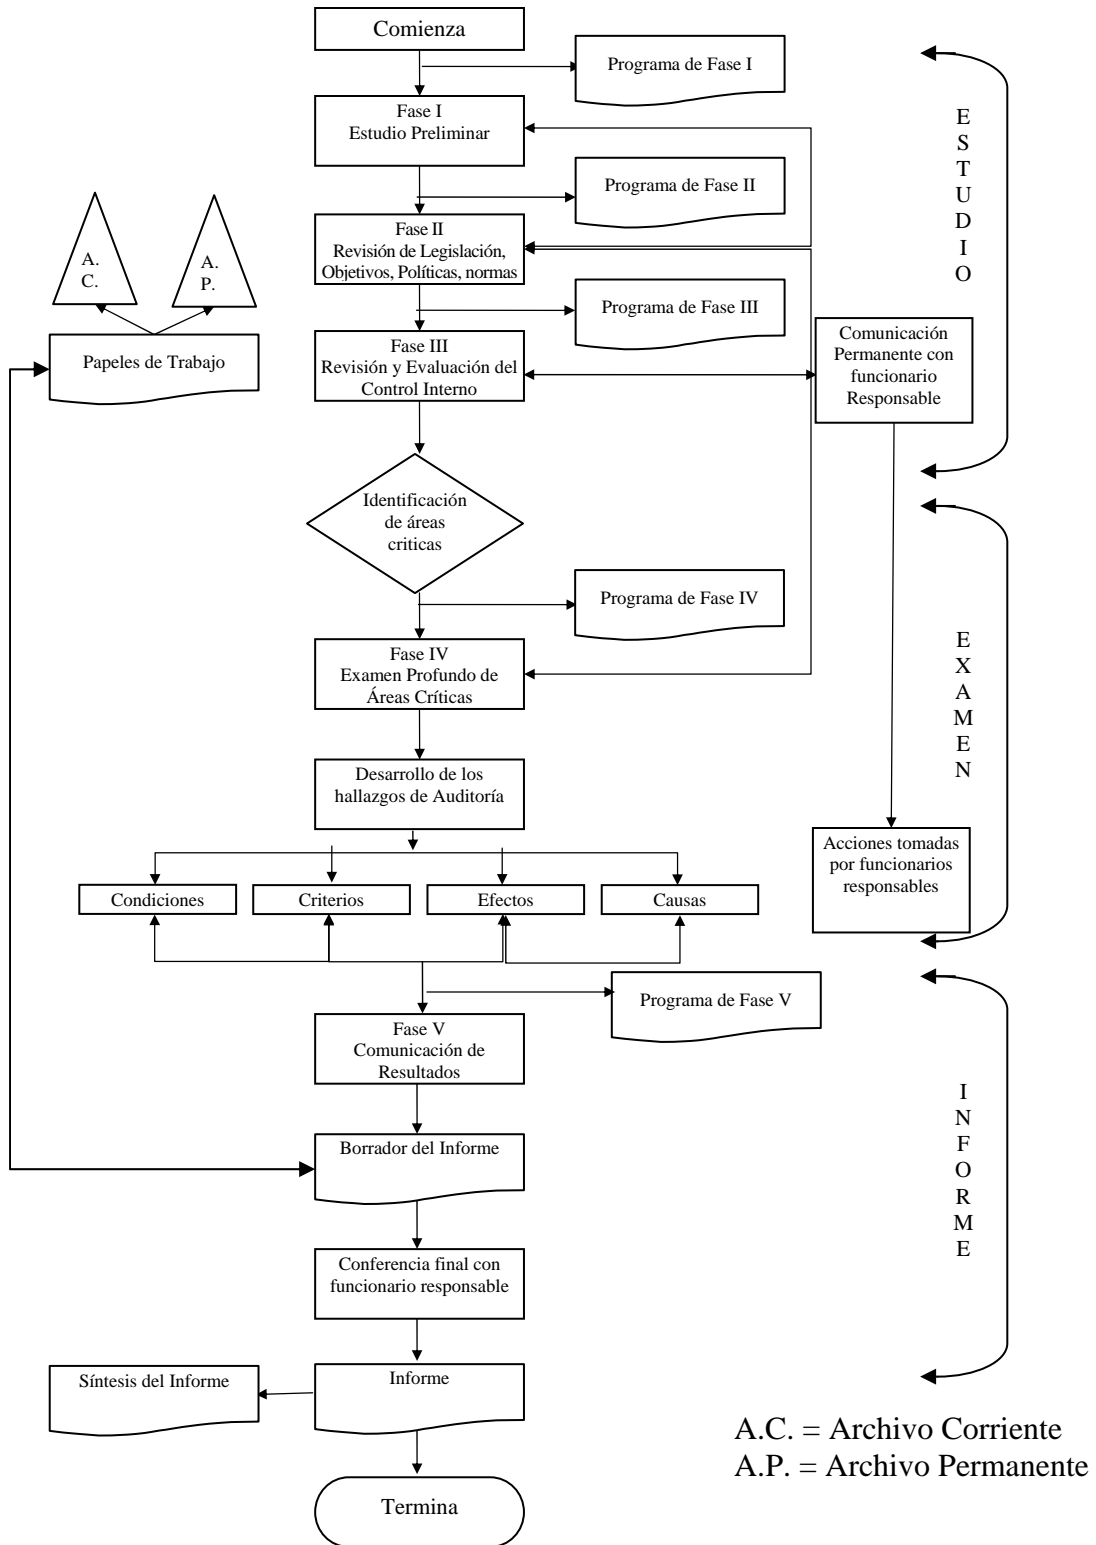 Comienza
Programa de Fase I
Fase I
Estudio Preliminar
Programa de Fase II
Fase II
Revisión de Legislación,
Objetivos, Políticas, normas
A.
C.
A.
P.
Programa de Fase III
Papeles de Trabajo
Fase III
Revisión y Evaluación del
Control Interno
Comunicación
Permanente con
funcionario
Responsable
E
S
T
U
D
I
O
Identificación
de áreas
criticas
Programa de Fase IV
Fase IV
Examen Profundo de
Áreas Críticas
Desarrollo de los
hallazgos de Auditoría
Acciones tomadas
por funcionarios
responsables
E
X
A
M
E
N
Condiciones
Criterios
Efectos
Causas
Programa de Fase V
Fase V
Comunicación de
Resultados
Borrador del Informe
Conferencia final con
funcionario responsable
I
N
F
O
R
M
E
Síntesis del Informe
Informe
Termina
A.C. = Archivo Corriente
A.P. = Archivo Permanente